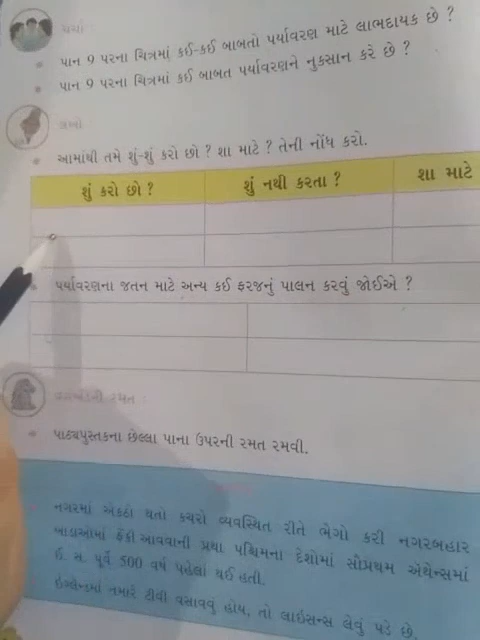 ચર્ચા :
પાન 9 પરના ચિત્રમાં કઈ-કઈ બાબતો પર્યાવરણ માટે લાભદાયક છે ?
પાન 9 પરના ચિત્રમાં કઈ બાબત પર્યાવરણને નુકસાન કરે છે ?
લખો
આમાંથી તમે શું-શું કરો છો ? શા માટે ? તેની નોંધ કરો.
શું કરો છો ? શું નથી કરતા ? શા માટે
પર્યાવરણના જતન માટે અન્ય કઈ ફરજનું પાલન કરવું જોઈએ ?
રમત :
પાઠ્યપુસ્તકના છેલ્લા પાના ઉપરની રમત રમવી.
નગરમાં એકઠા થતો કચરો વ્યવસ્થિત રીતે ભેગો કરી નગરબહાર
ખાડાઓમાં ફેંકી આવવાની પ્રથા પશ્ચિમના દેશોમાં સૌપ્રથમ એથેન્સમાં
ઈ. સ. પૂર્વે 500 વર્ષ પહેલાં થઈ હતી.
ઇંગ્લેન્ડમાં તમારે ટીવી વસાવવું હોય, તો લાઇસન્સ લેવું પડે છે.